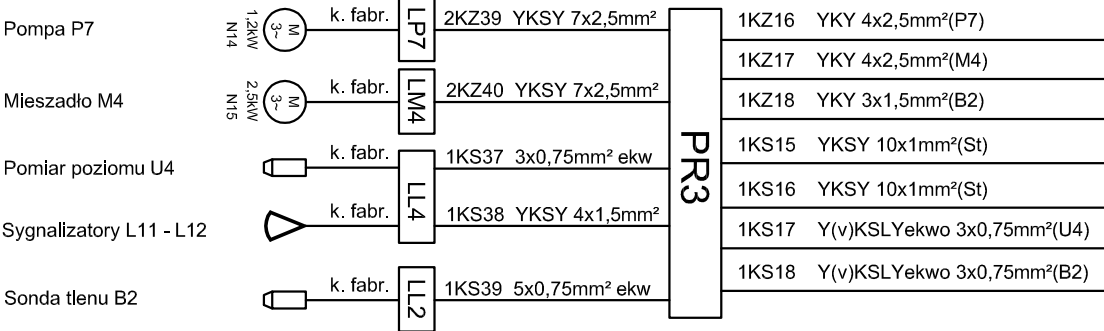 Pompa P7
1,2kW
N14
M
3~
k. fabr.
LP7
2KZ39 YKSY 7x2,5mm²
Mieszadło M4
2,5kW
N15
M
3~
k. fabr.
LM4
2KZ40 YKSY 7x2,5mm²
Pomiar poziomu U4
k. fabr.
LL4
1KS37 3x0,75mm² ekw
Sygnalizatory L11 - L12
k. fabr.
1KS38 YKSY 4x1,5mm²
Sonda tlenu B2
k. fabr.
LL2
1KS39 5x0,75mm² ekw
PR3
1KZ16 YKY 4x2,5mm²(P7)
1KZ17 YKY 4x2,5mm²(M4)
1KZ18 YKY 3x1,5mm²(B2)
1KS15 YKSY 10x1mm²(St)
1KS16 YKSY 10x1mm²(St)
1KS17 Y(v)KSLYekwo 3x0,75mm²(U4)
1KS18 Y(v)KSLYekwo 3x0,75mm²(B2)